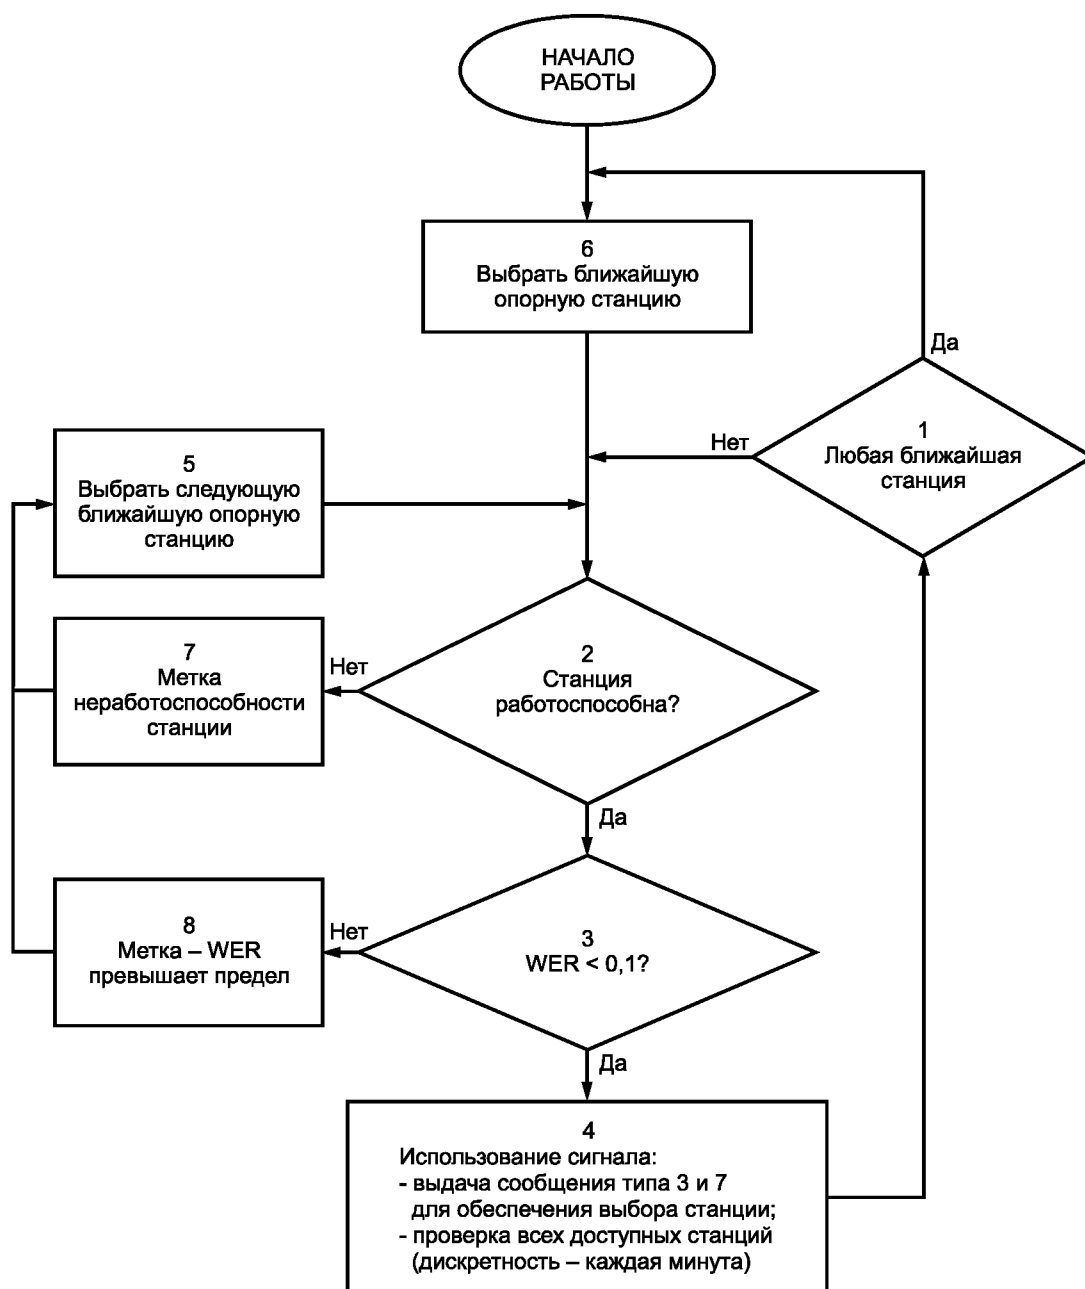 НАЧАЛО
РАБОТЫ
6
Выбрать ближайшую
опорную станцию
Да
1
Любая ближайшая
станция
Нет
5
Выбрать следующую
ближайшую опорную
станцию
7
Метка
неработоспособности
станции
Нет
2
Станция
работоспособна?
Да
8
Метка – WER
превышает предел
Нет
3
WER < 0,1?
Да
4
Использование сигнала:
- выдача сообщения типа 3 и 7
для обеспечения выбора станции;
- проверка всех доступных станций
(дискретность – каждая минута)